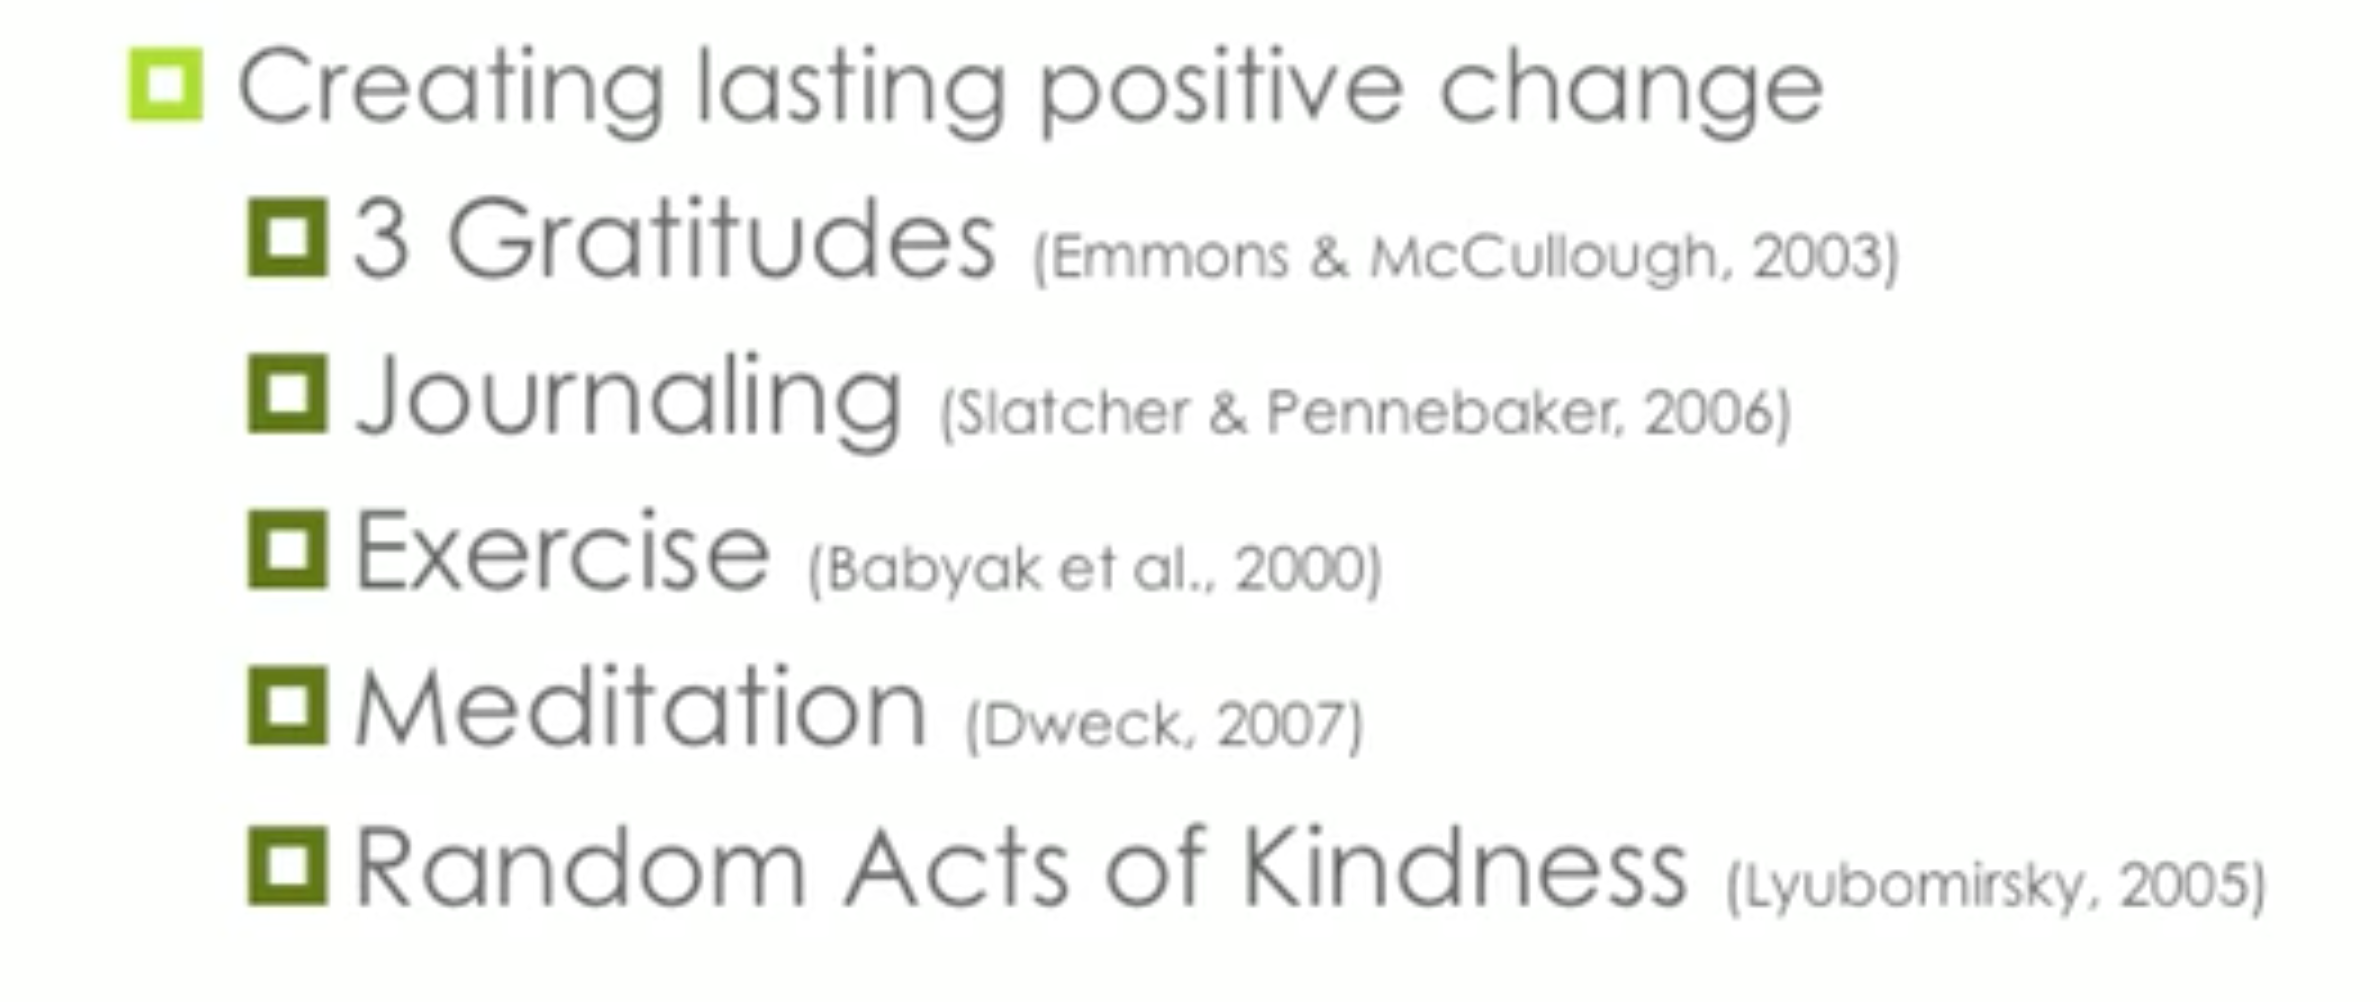 Creating lasting positive change
3 Gratitudes (Emmons & McCullough, 2003)
Journaling (Slatcher & Pennebaker, 2006)
Exercise (Babyak et al., 2000)
Meditation (Dweck, 2007)
Random Acts of Kindness (Lyubomirsky, 2005)